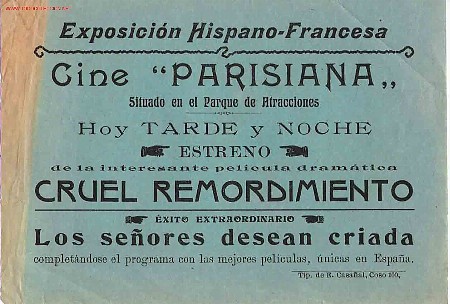 Exposición Hispano-Francesa
Cine “PARISIANA„
Situado en el Parque de Atracciones
Hoy TARDE y NOCHE
ESTRENO
de la interesante película dramática
CRUEL REMORDIMIENTO
ÉXITO EXTRAORDINARIO
Los señores desean criada
completándose el programa con las mejores películas, únicas en España.
Tip. de E. Casañal, Coso 100.